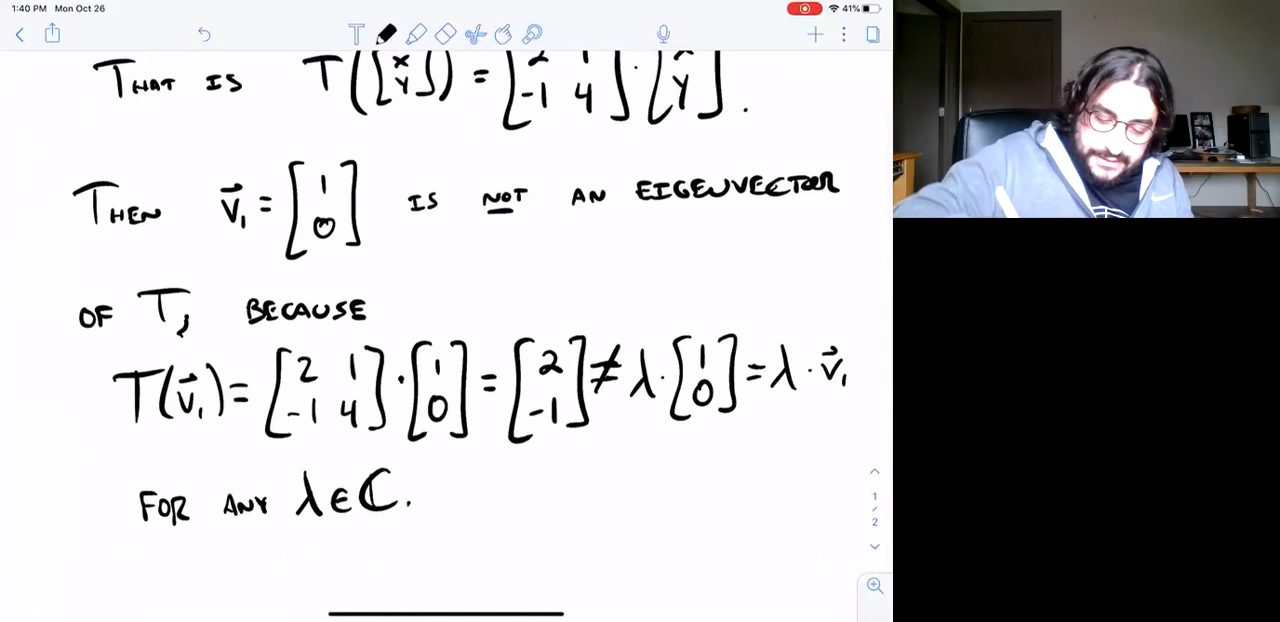 1:40 PM Mon Oct 26 41%
THAT IS T([x y]) = [2 1 -1 4] · [x y].
THEN v⃗₁ = [1 0] IS NOT AN EIGENVECTOR
OF T, BECAUSE
T(v⃗₁) = [2 1 -1 4] · [1 0] = [2 -1] ≠ λ · [1 0] = λ · v⃗₁
FOR ANY λ ∈ ℂ.
1 / 2